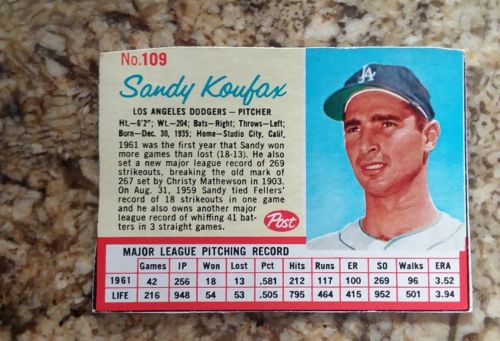 No.109
Sandy Koufax
LA
LOS ANGELES DODGERS — PITCHER
Ht.—6'2"; Wt.—204; Bats—Right; Throws—Left;
Born—Dec. 30, 1935; Home—Studio City, Calif.
1961 was the first year that Sandy won
more games than lost (18-13). He also
set a new major league record of 269
strikeouts, breaking the old mark of
267 set by Christy Mathewson in 1903.
On Aug. 31, 1959 Sandy tied Fellers'
record of 18 strikeouts in one game
and he also owns another major league
record of whiffing 41 bat-
ters in 3 straight games.
Post
MAJOR LEAGUE PITCHING RECORD
Games IP Won Lost Pct Hits Runs ER SO Walks ERA
1961 42 256 18 13 .581 212 117 100 269 96 3.52
LIFE 216 948 54 53 .505 795 464 415 952 501 3.94